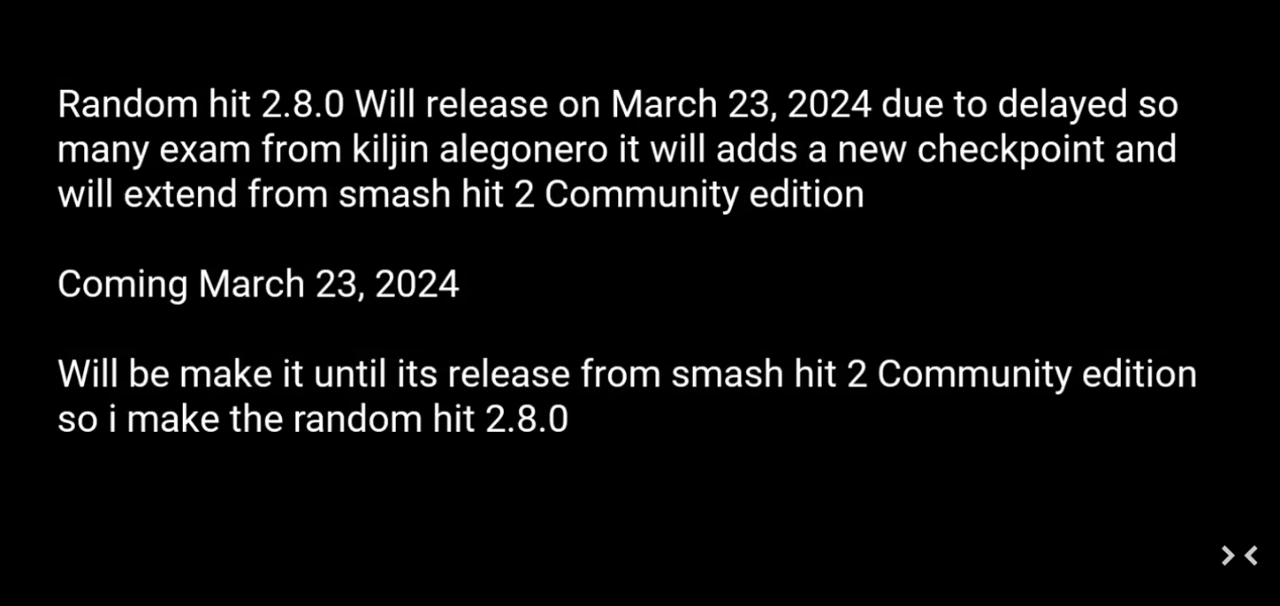 Random hit 2.8.0 Will release on March 23, 2024 due to delayed so
many exam from kiljin alegonero it will adds a new checkpoint and
will extend from smash hit 2 Community edition
Coming March 23, 2024
Will be make it until its release from smash hit 2 Community edition
so i make the random hit 2.8.0